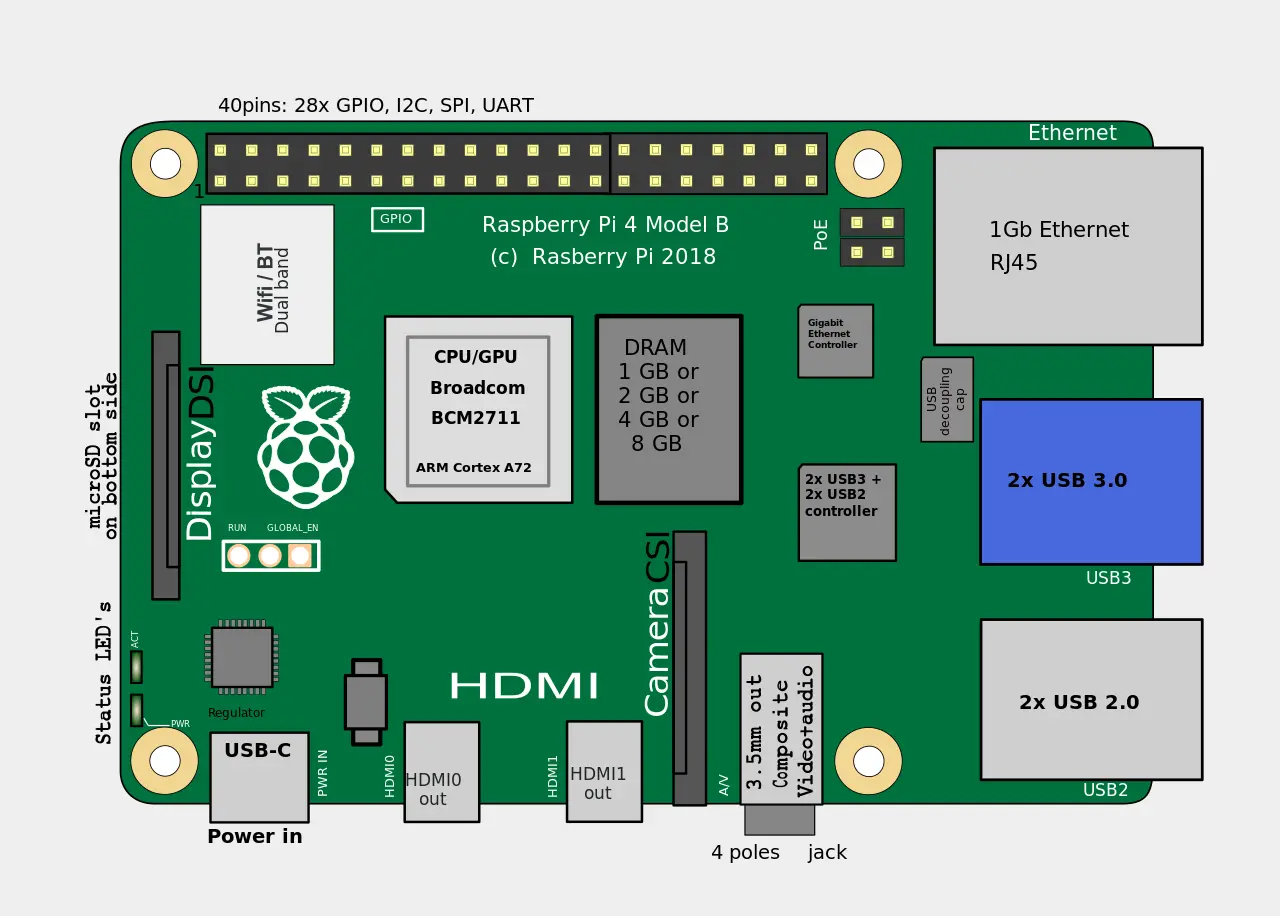 40pins: 28x GPIO, I2C, SPI, UART
Ethernet
1
GPIO
Raspberry Pi 4 Model B
(c) Rasberry Pi 2018
PoE
1Gb Ethernet
RJ45
Wifi / BT
Dual band
Gigabit
Ethernet
Controller
CPU/GPU
Broadcom
BCM2711
ARM Cortex A72
DRAM
1 GB or
2 GB or
4 GB or
8 GB
USB
decoupling
cap
microSD slot
on bottom side
Display DSI
2x USB3 +
2x USB2
controller
2x USB 3.0
USB3
RUN
GLOBAL_EN
Camera CSI
Status LED's
ACT
PWR
Regulator
HDMI
USB-C
PWR IN
Power in
HDMI0
HDMI0
out
HDMI1
HDMI1
out
A/V
3.5mm out
Composite
Video+audio
4 poles jack
2x USB 2.0
USB2